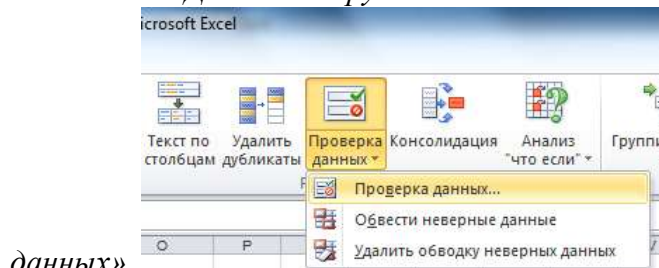 icrosoft Excel
Текст по столбцам
Удалить дубликаты
Проверка данных
Консолидация
Анализ "что если"
Проверка данных...
Обвести неверные данные
Удалить обводку неверных данных
O P
данных»